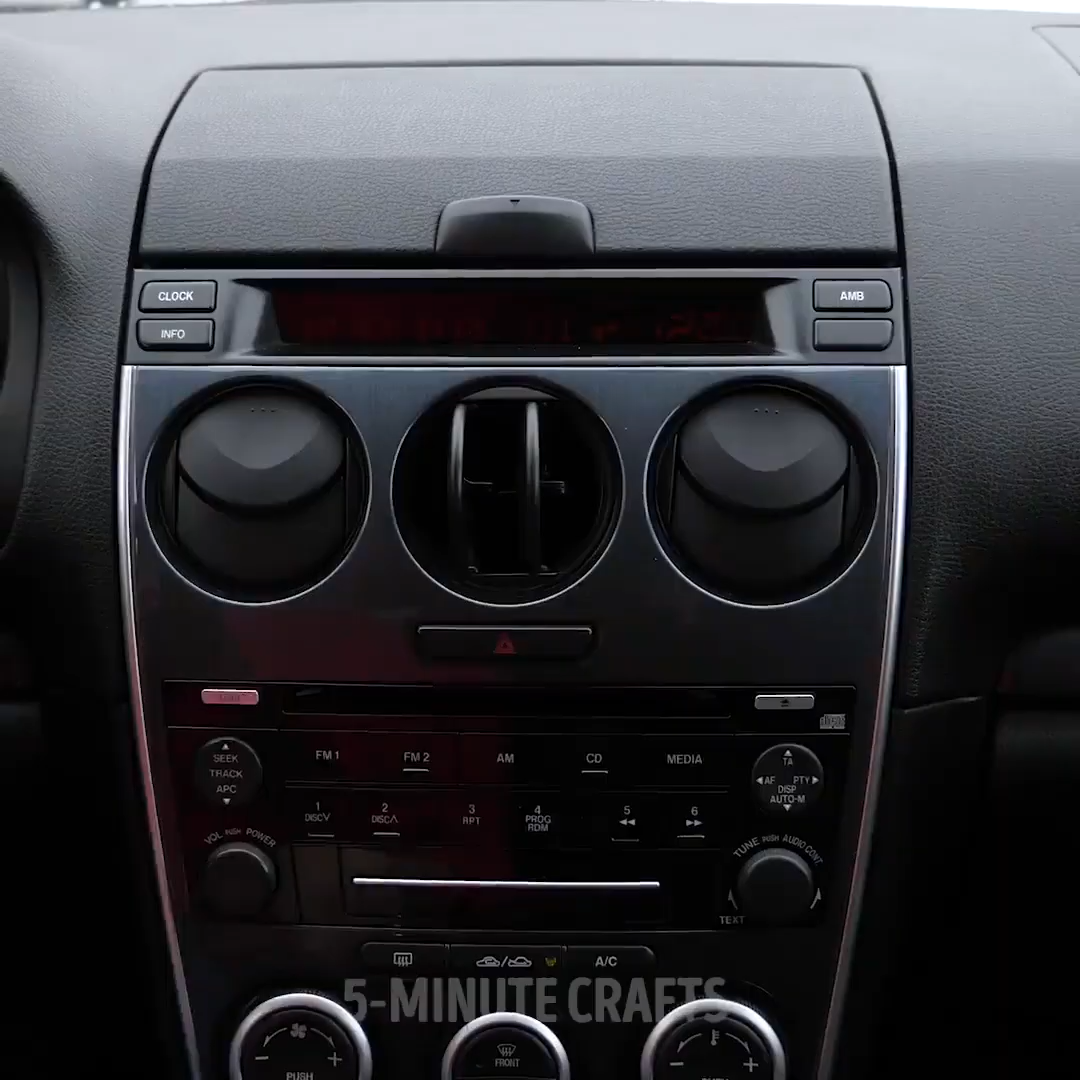 CLOCK
AMB
INFO
SEEK
TRACK
APC
FM 1
FM 2
AM
CD
MEDIA
TA
AF PTY
DISP
AUTO-M
1
DISC∨
2
DISC∧
3
RPT
4
PROG
RDM
5
6
VOL PUSH POWER
TUNE PUSH AUDIO CONT
TEXT
A/C
5-MINUTE CRAFTS
FRONT
PUSH